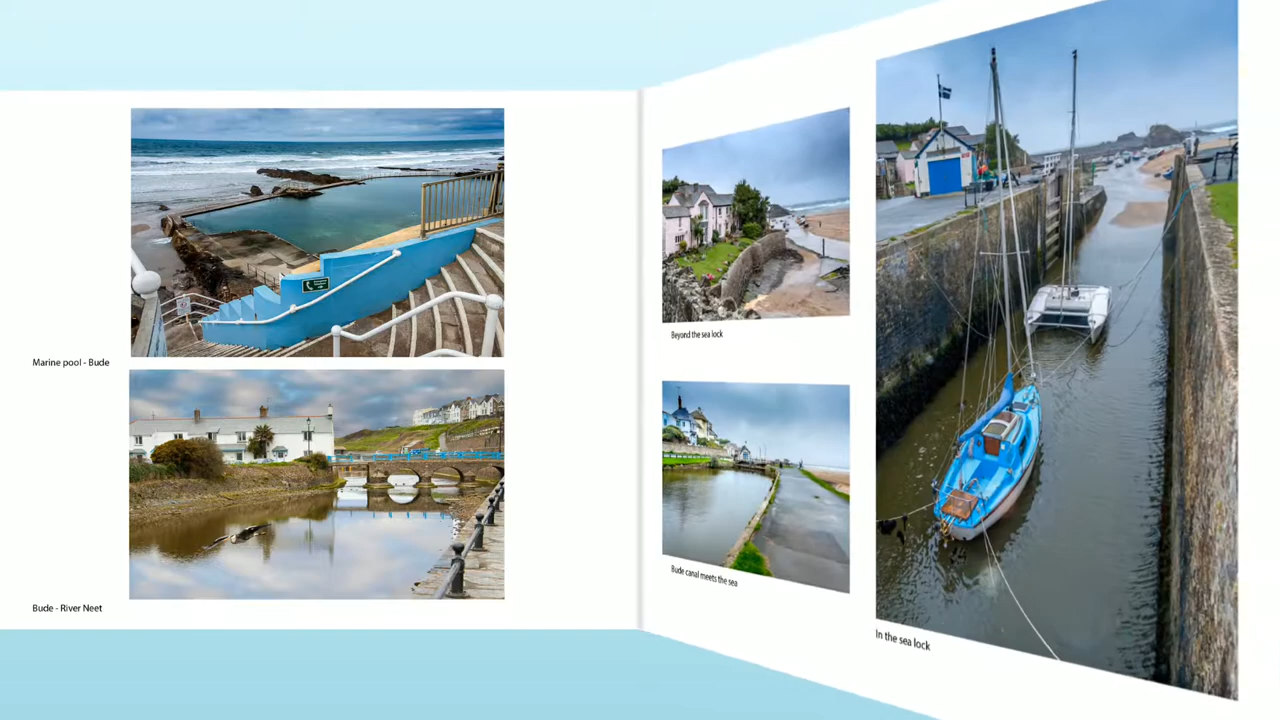 Marine pool - Bude
Bude - River Neet
Beyond the sea lock
Bude canal meets the sea
In the sea lock